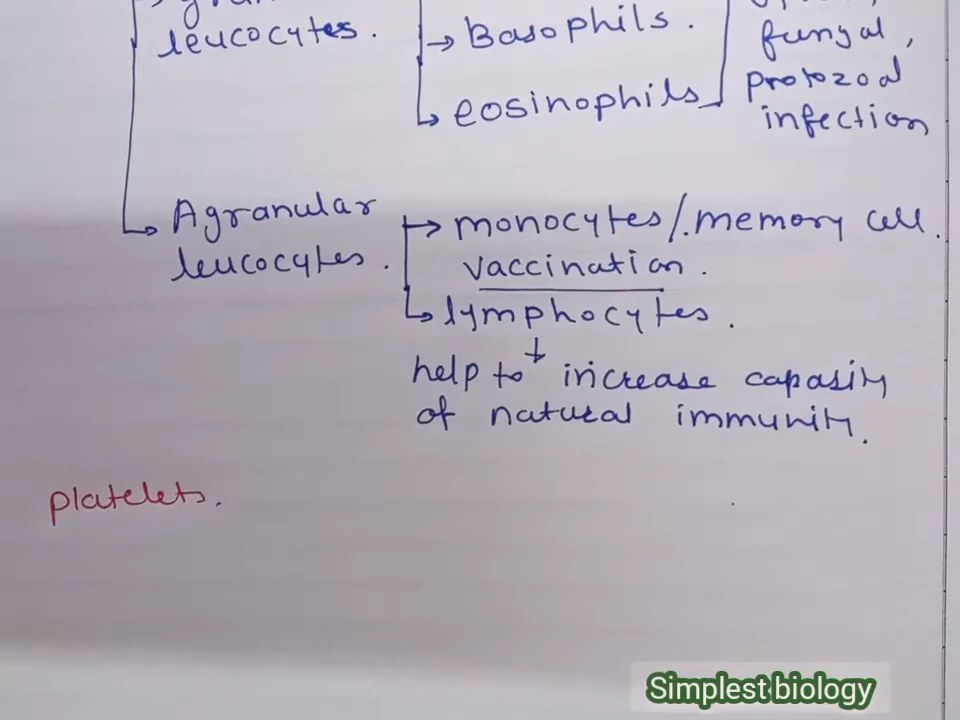 leucocytes.
→ Basophils.
fungal,
↳ eosinophils
protozoal
infection
↳ Agranular
leucocytes.
→ monocytes/.memory cell.
vaccination.
↳ lymphocytes.
↓
help to increase capasity
of natural immunity.
platelets.
Simplest biology